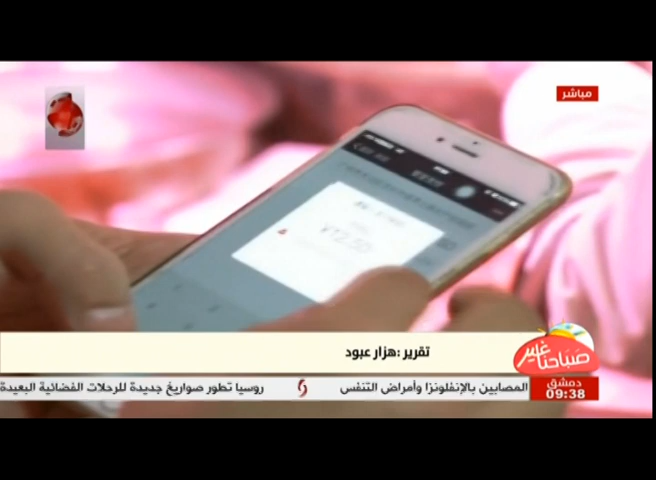 مباشر
¥12.50
تقرير :هزار عبود
صباحنا غير
دمشق
09:38
المصابين بالإنفلونزا وأمراض التنفس
روسيا تطور صواريخ جديدة للرحلات الفضائية البعيدة